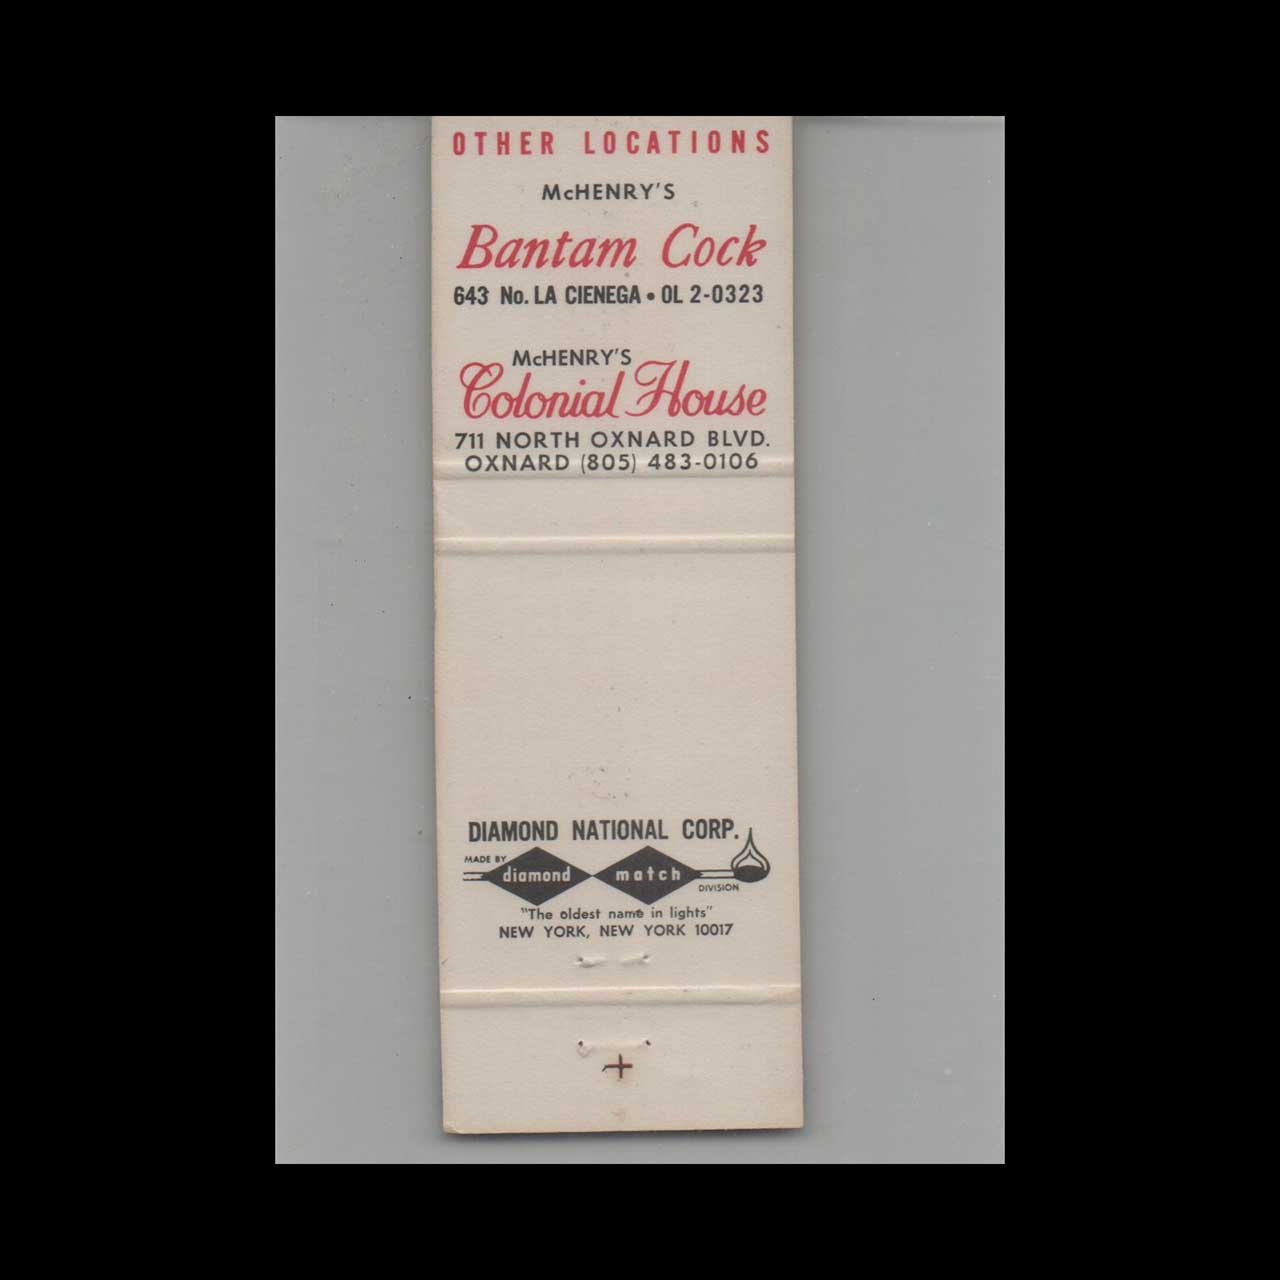 OTHER LOCATIONS
McHENRY'S
Bantam Cock
643 No. LA CIENEGA • OL 2-0323
McHENRY'S
Colonial House
711 NORTH OXNARD BLVD.
OXNARD (805) 483-0106
DIAMOND NATIONAL CORP.
MADE BY
diamond match
DIVISION
"The oldest name in lights"
NEW YORK, NEW YORK 10017